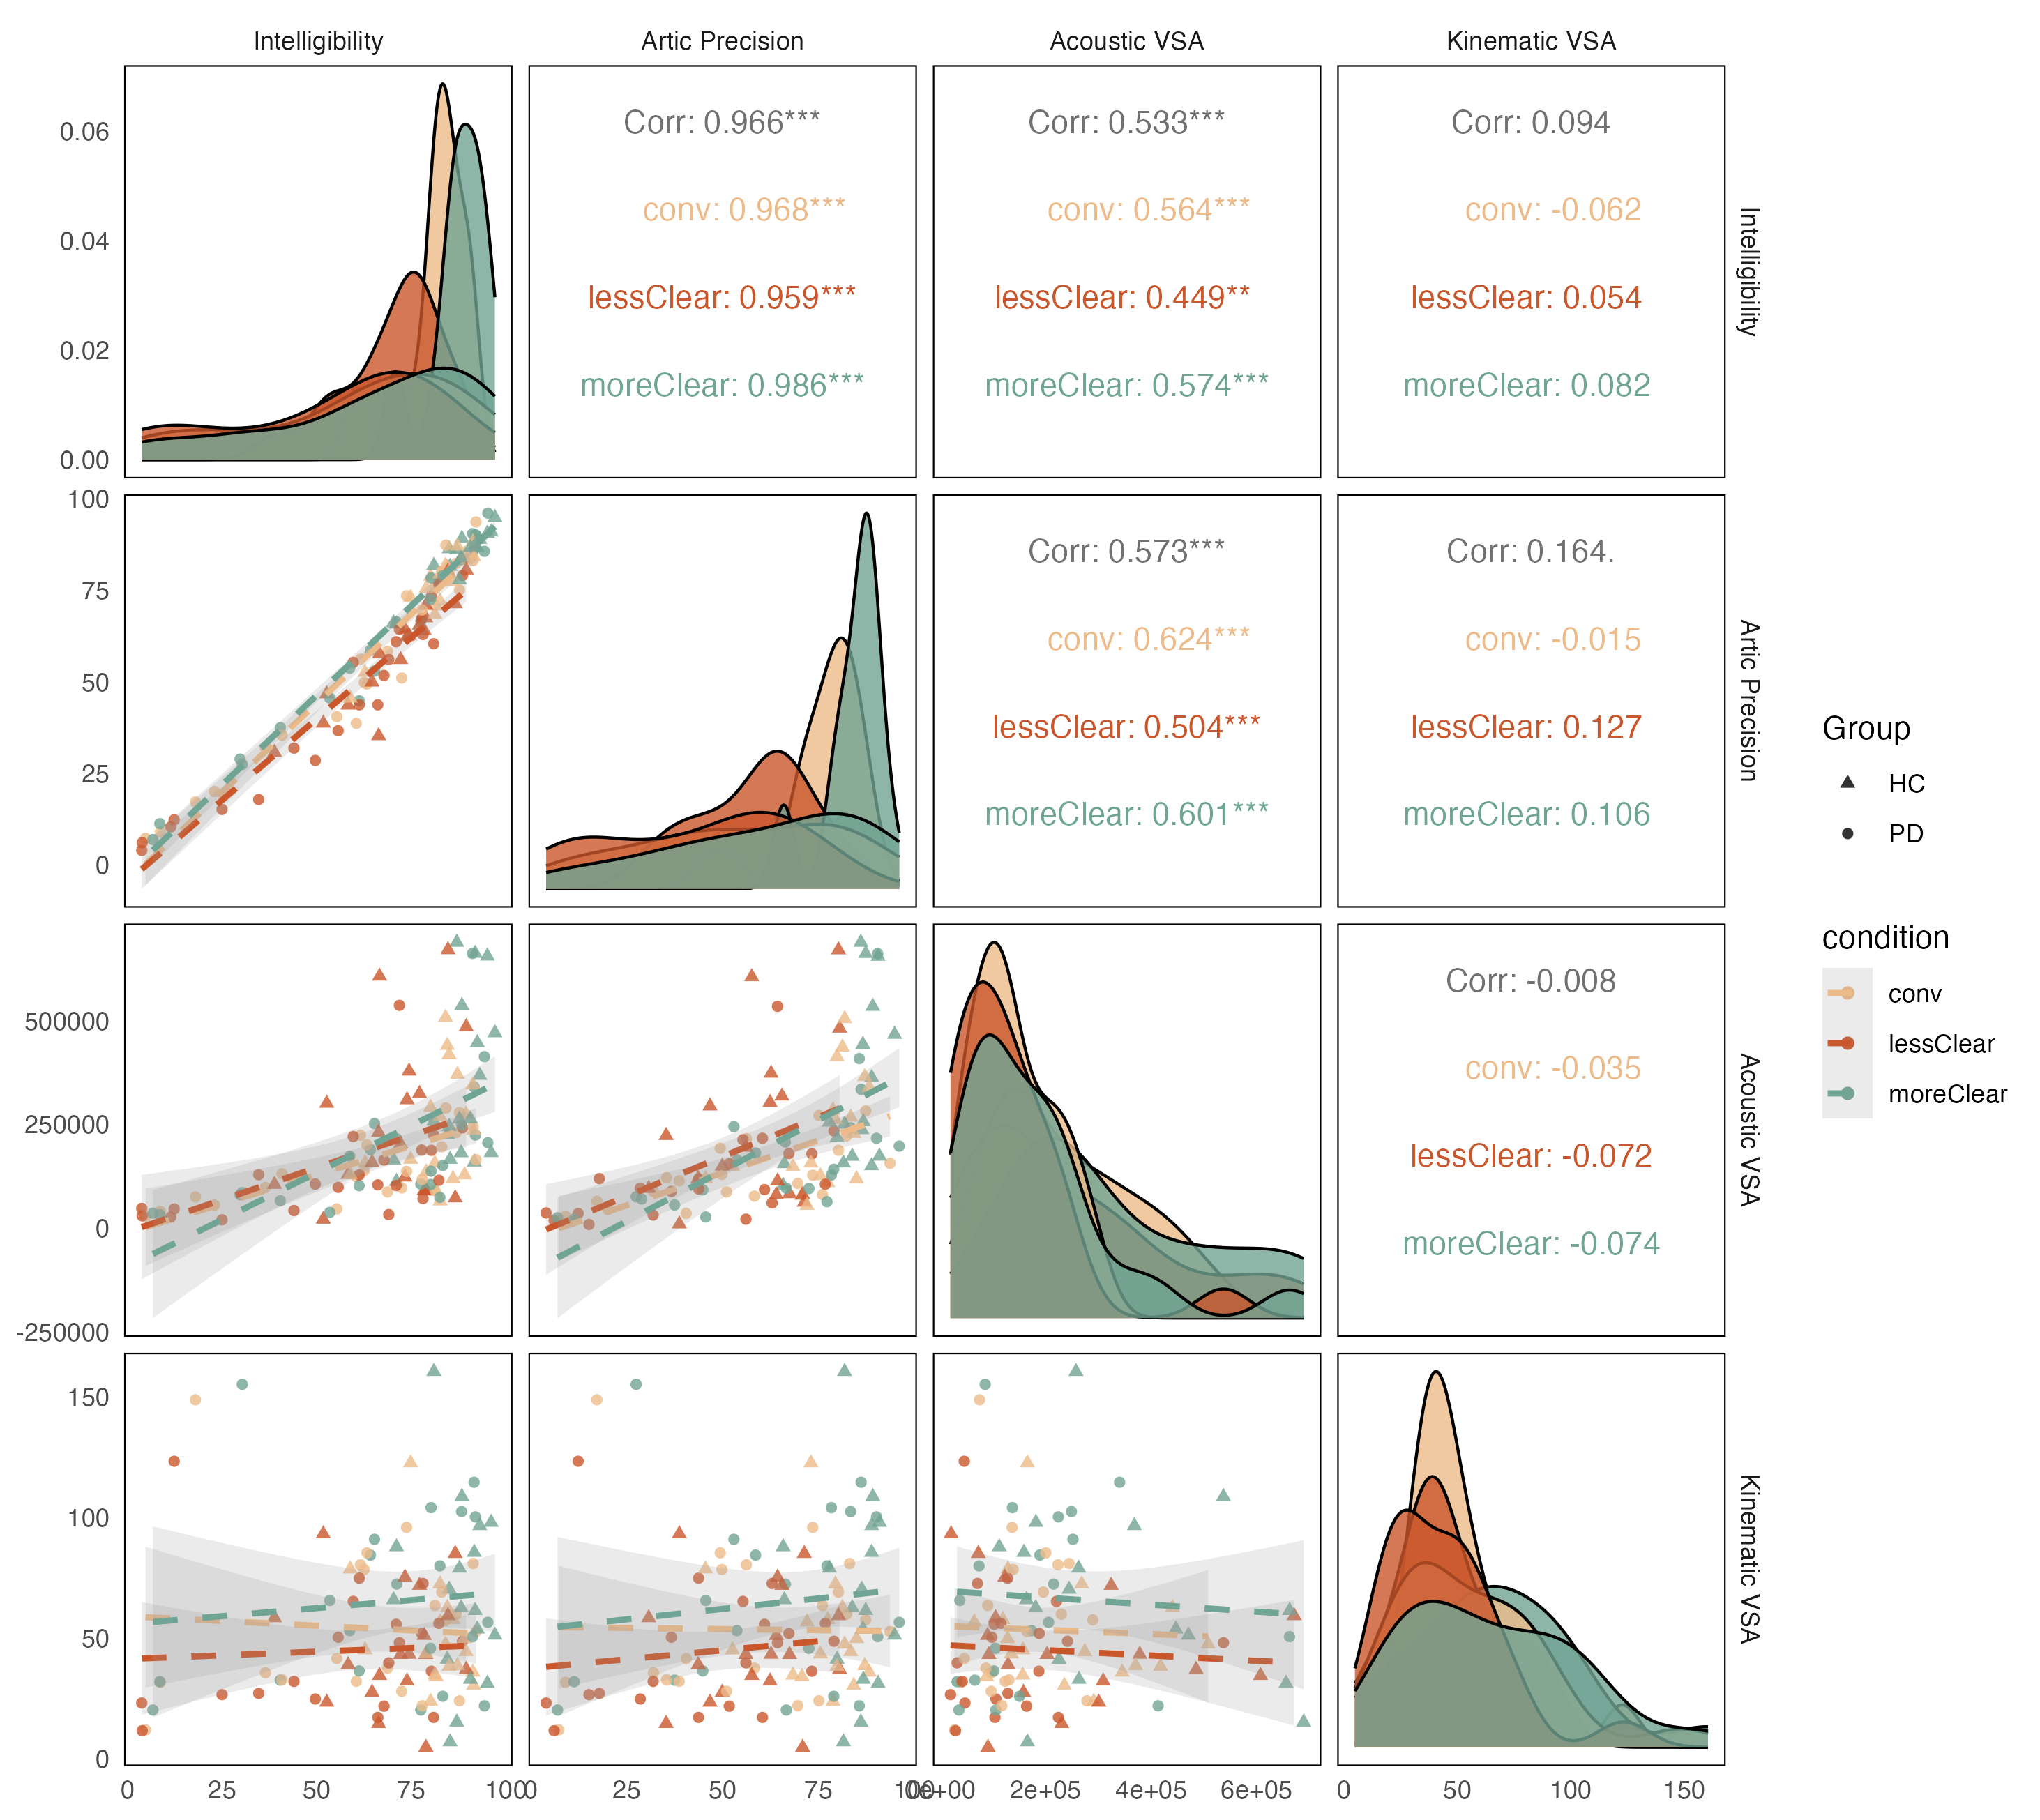 Intelligibility
Artic Precision
Acoustic VSA
Kinematic VSA
0.06
0.04
0.02
0.00
Corr: 0.966***
conv: 0.968***
lessClear: 0.959***
moreClear: 0.986***
Corr: 0.533***
conv: 0.564***
lessClear: 0.449**
moreClear: 0.574***
Corr: 0.094
conv: -0.062
lessClear: 0.054
moreClear: 0.082
Intelligibility
100
75
50
25
0
Corr: 0.573***
conv: 0.624***
lessClear: 0.504***
moreClear: 0.601***
Corr: 0.164.
conv: -0.015
lessClear: 0.127
moreClear: 0.106
Artic Precision
500000
250000
0
-250000
Corr: -0.008
conv: -0.035
lessClear: -0.072
moreClear: -0.074
Acoustic VSA
150
100
50
0
Kinematic VSA
0
25
50
75
100
0
25
50
75
100
0e+00
2e+05
4e+05
6e+05
0
50
100
150
Group
HC
PD
condition
conv
lessClear
moreClear